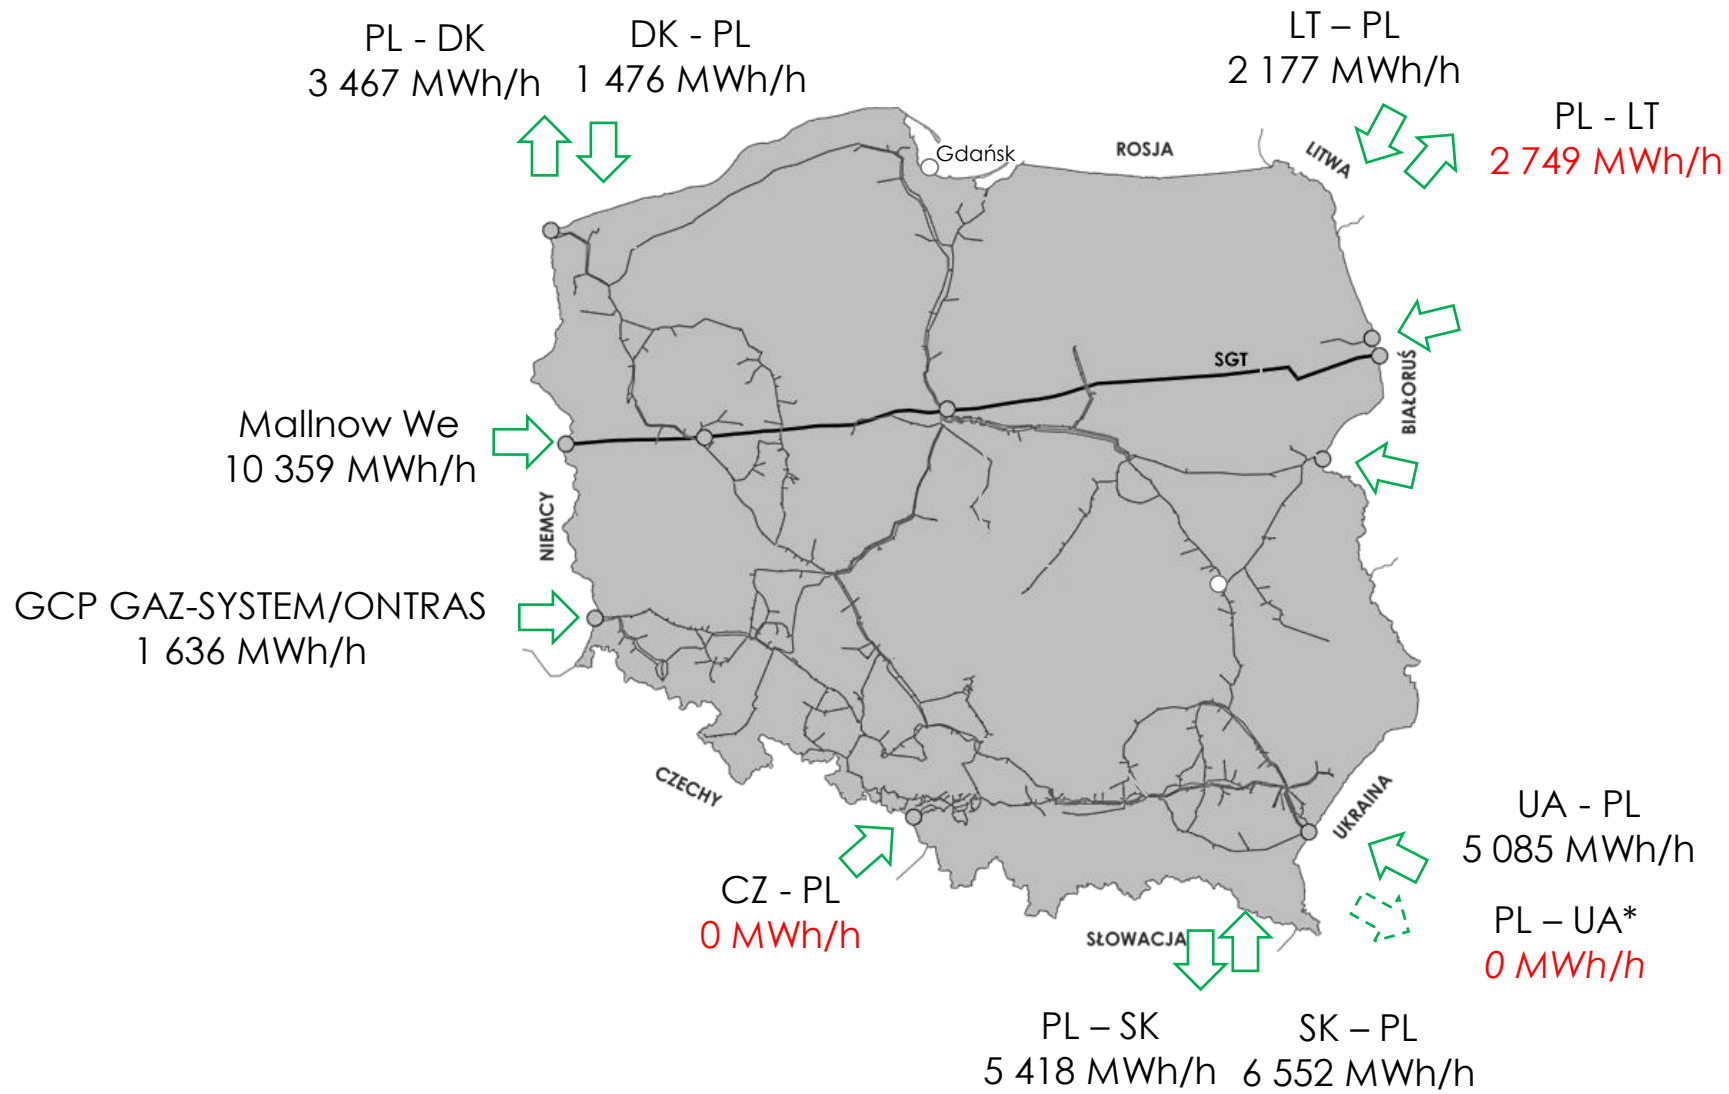 PL - DK
3 467 MWh/h
DK - PL
1 476 MWh/h
LT – PL
2 177 MWh/h
PL - LT
2 749 MWh/h
Gdańsk
ROSJA
LITWA
SGT
BIAŁORUŚ
Mallnow We
10 359 MWh/h
NIEMCY
GCP GAZ-SYSTEM/ONTRAS
1 636 MWh/h
CZECHY
UKRAINA
UA - PL
5 085 MWh/h
CZ - PL
0 MWh/h
PL – UA*
0 MWh/h
SŁOWACJA
PL – SK
5 418 MWh/h
SK – PL
6 552 MWh/h